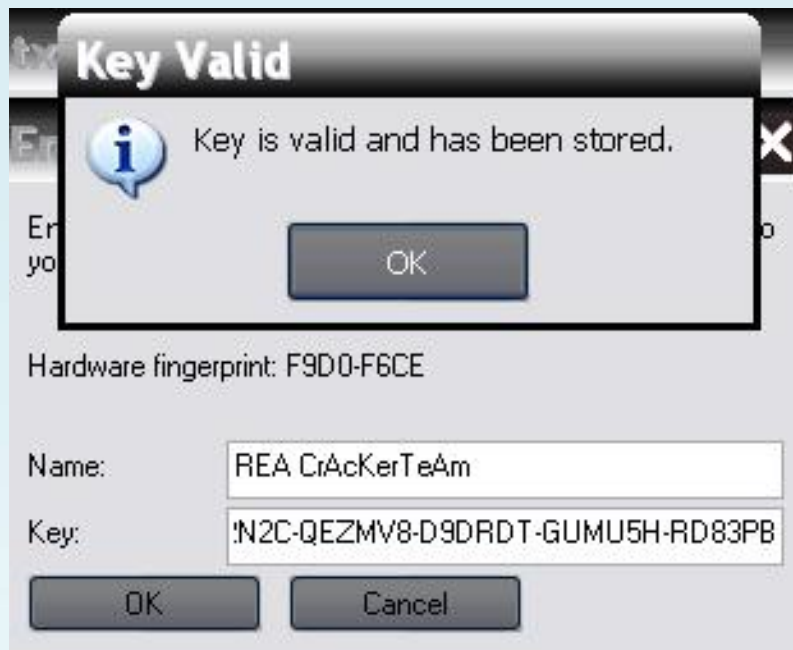 Key Valid
Key is valid and has been stored.
OK
Hardware fingerprint: F9D0-F6CE
Name: REA CrAcKerTeAm
Key: N2C-QEZMV8-D9DRDT-GUMU5H-RD83PB
OK Cancel